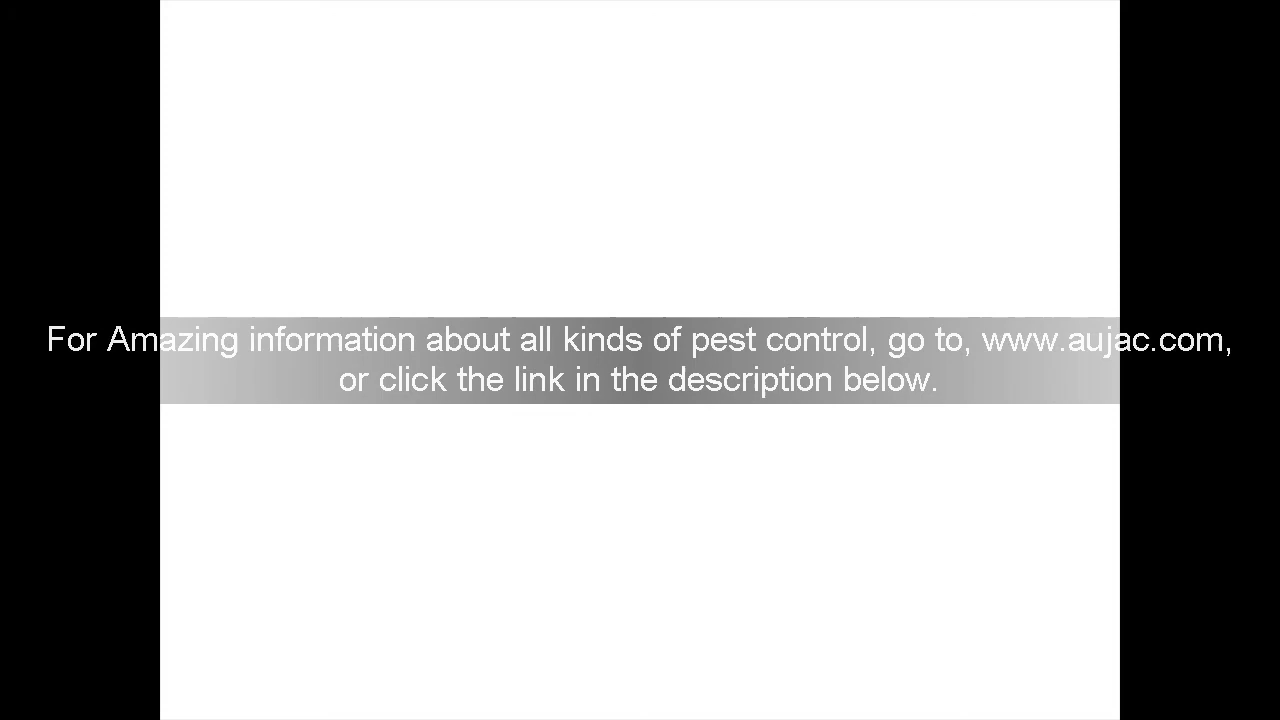 For Amazing information about all kinds of pest control, go to, www.aujac.com,
or click the link in the description below.